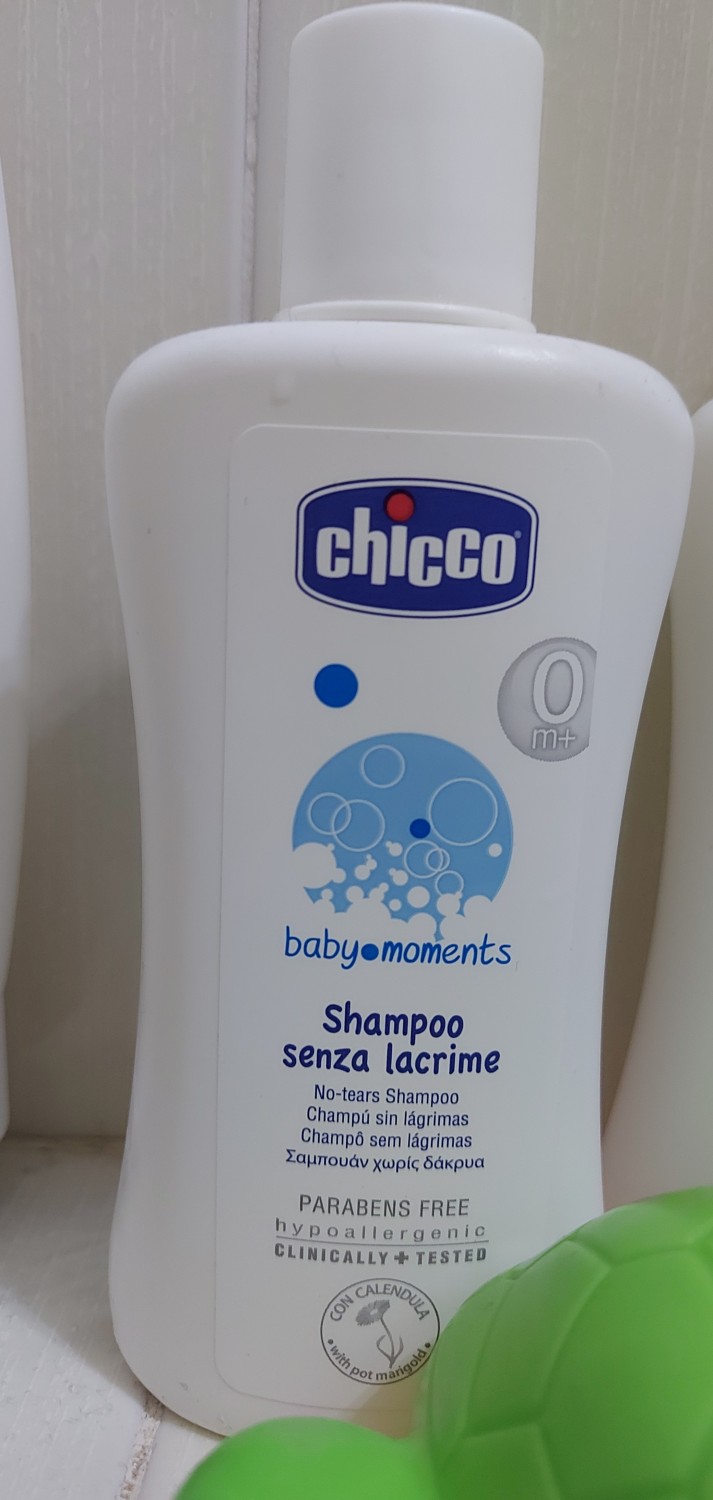 chicco
0
m+
baby moments
Shampoo
senza lacrime
No-tears Shampoo
Champú sin lágrimas
Champô sem lágrimas
Σαμπουάν χωρίς δάκρυα
PARABENS FREE
hypoallergenic
CLINICALLY + TESTED
CON CALENDULA
• with pot marigold •